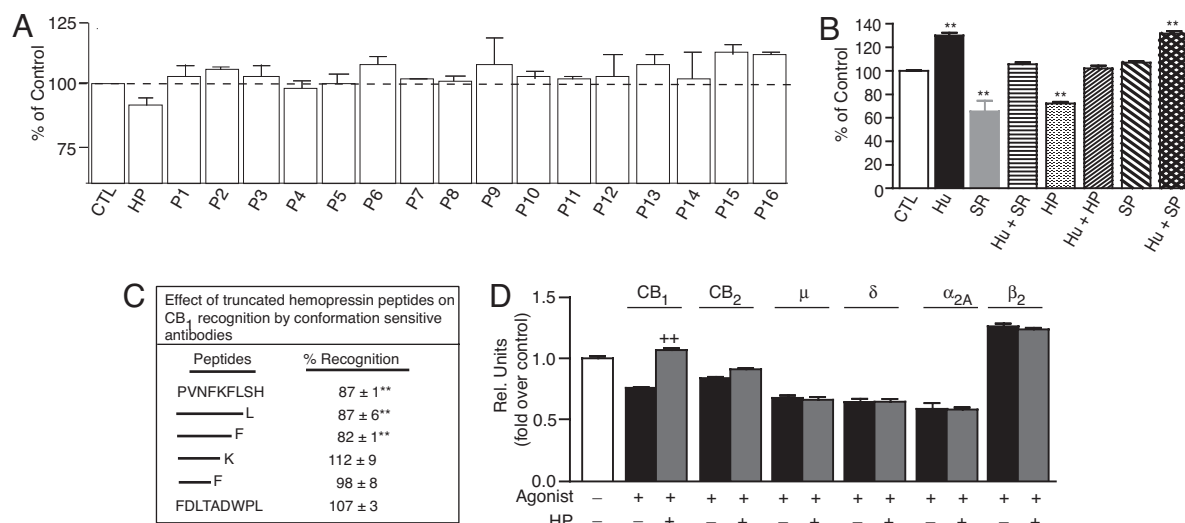 A
% of Control
125
100
75
CTL HP P1 P2 P3 P4 P5 P6 P7 P8 P9 P10 P11 P12 P13 P14 P15 P16
B
% of Control
140
120
100
80
60
40
20
0
** ** ** **
CTL Hu SR Hu + SR HP Hu + HP SP Hu + SP
C
Effect of truncated hemopressin peptides on
CB1 recognition by conformation sensitive
antibodies
Peptides % Recognition
PVNFKFLSH 87 ± 1**
L 87 ± 6**
F 82 ± 1**
K 112 ± 9
F 98 ± 8
FDLTADWPL 107 ± 3
D
Rel. Units
(fold over control)
1.5
1.0
0.5
0.0
CB1 CB2 μ δ α2A β2
++
Agonist – + + + + + + + + + + + +
HP – – + – + – + – + – + – +